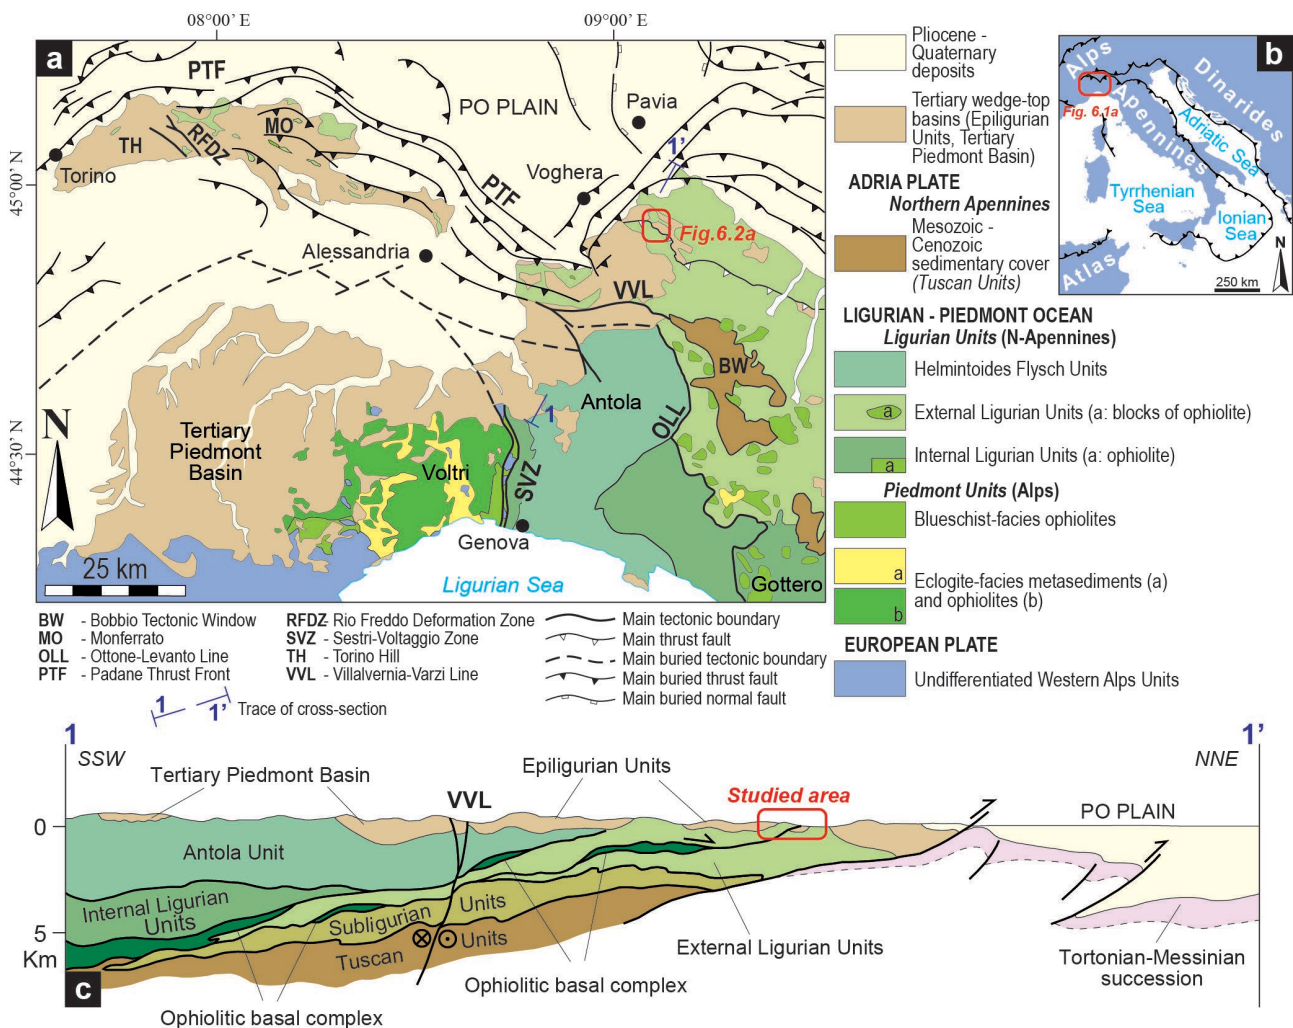 08°00' E
09°00' E
a
PTF
PO PLAIN
Pavia
MO
RFDZ
TH
Torino
1'
Voghera
PTF
45°00' N
Fig.6.2a
Alessandria
VVL
BW
Antola
1
OLL
44°30' N
Tertiary
Piedmont
Basin
Voltri
SVZ
N
Genova
25 km
Ligurian Sea
Gottero
Pliocene -
Quaternary
deposits
Tertiary wedge-top
basins (Epiligurian
Units, Tertiary
Piedmont Basin)
ADRIA PLATE
Northern Apennines
Mesozoic -
Cenozoic
sedimentary cover
(Tuscan Units)
LIGURIAN - PIEDMONT OCEAN
Ligurian Units (N-Apennines)
Helmintoides Flysch Units
a
External Ligurian Units (a: blocks of ophiolite)
a
Internal Ligurian Units (a: ophiolite)
Piedmont Units (Alps)
Blueschist-facies ophiolites
a
b
Eclogite-facies metasediments (a)
and ophiolites (b)
EUROPEAN PLATE
Undifferentiated Western Alps Units
b
Alps
Dinarides
Fig. 6.1a
Apennines
Adriatic Sea
Tyrrhenian
Sea
Ionian
Sea
Atlas
N
250 km
BW - Bobbio Tectonic Window
MO - Monferrato
OLL - Ottone-Levanto Line
PTF - Padane Thrust Front
RFDZ - Rio Freddo Deformation Zone
SVZ - Sestri-Voltaggio Zone
TH - Torino Hill
VVL - Villalvernia-Varzi Line
Main tectonic boundary
Main thrust fault
Main buried tectonic boundary
Main buried thrust fault
Main buried normal fault
1
1'
Trace of cross-section
1
1'
SSW
NNE
Tertiary Piedmont Basin
Epiligurian Units
VVL
Studied area
PO PLAIN
0
Antola Unit
Internal Ligurian
Units
Subligurian
Units
5
Km
Tuscan
Units
External Ligurian Units
Tortonian-Messinian
succession
c
Ophiolitic basal complex
Ophiolitic basal complex